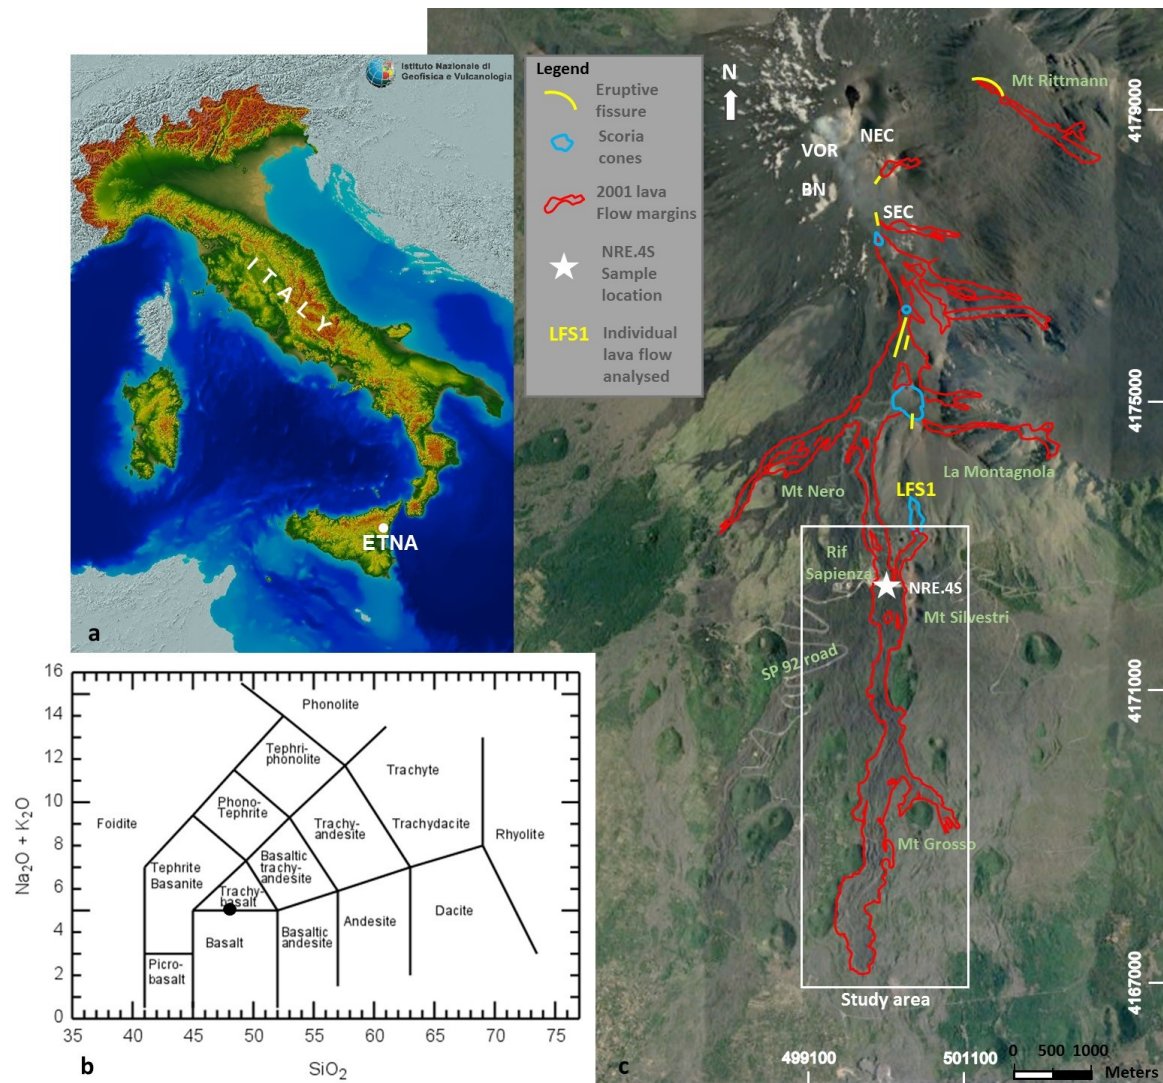 Istituto Nazionale di
Geofisica e Vulcanologia
ITALY
ETNA
a
Legend
Eruptive
fissure
Scoria
cones
2001 lava
Flow margins
NRE.4S
Sample
location
LFS1
Individual
lava flow
analysed
N
Mt Rittmann
NEC
VOR
BN
SEC
La Montagnola
Mt Nero
LFS1
Rif
Sapienza
NRE.4S
Mt Silvestri
SP 92 road
Mt Grosso
Study area
4179000
4175000
4171000
4167000
499100
501100
0 500 1000
Meters
c
16
14
12
10
8
6
4
2
0
Na₂O + K₂O
35 40 45 50 55 60 65 70 75
SiO₂
Phonolite
Tephri-
phonolite
Trachyte
Foidite
Phono-
Tephrite
Trachy-
andesite
Trachydacite
Rhyolite
Tephrite
Basanite
Basaltic
trachy-
andesite
Trachy-
basalt
Basalt
Basaltic
andesite
Andesite
Dacite
Picro-
basalt
b